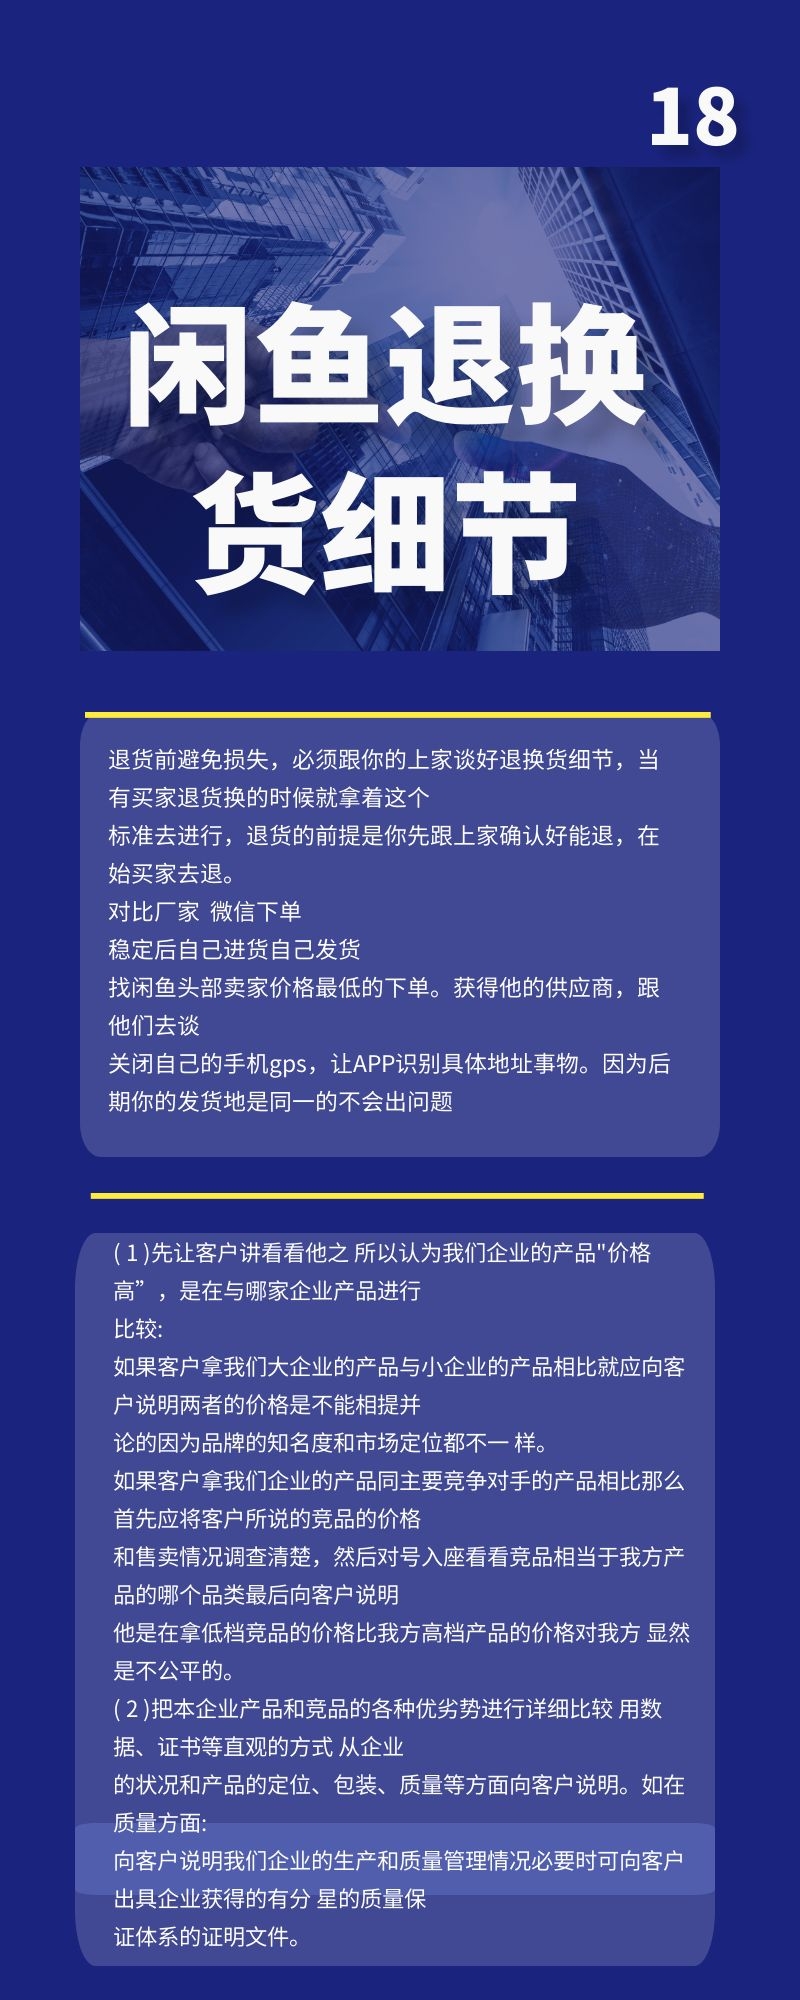 18
闲鱼退换
货细节
退货前避免损失，必须跟你的上家谈好退换货细节，当
有买家退货换的时候就拿着这个
标准去进行，退货的前提是你先跟上家确认好能退，在
始买家去退。
对比厂家 微信下单
稳定后自己进货自己发货
找闲鱼头部卖家价格最低的下单。获得他的供应商，跟
他们去谈
关闭自己的手机gps，让APP识别具体地址事物。因为后
期你的发货地是同一的不会出问题
( 1 )先让客户讲看看他之 所以认为我们企业的产品"价格
高”，是在与哪家企业产品进行
比较:
如果客户拿我们大企业的产品与小企业的产品相比就应向客
户说明两者的价格是不能相提并
论的因为品牌的知名度和市场定位都不一 样。
如果客户拿我们企业的产品同主要竞争对手的产品相比那么
首先应将客户所说的竞品的价格
和售卖情况调查清楚，然后对号入座看看竞品相当于我方产
品的哪个品类最后向客户说明
他是在拿低档竞品的价格比我方高档产品的价格对我方 显然
是不公平的。
( 2 )把本企业产品和竞品的各种优劣势进行详细比较 用数
据、证书等直观的方式 从企业
的状况和产品的定位、包装、质量等方面向客户说明。如在
质量方面:
向客户说明我们企业的生产和质量管理情况必要时可向客户
出具企业获得的有分 星的质量保
证体系的证明文件。